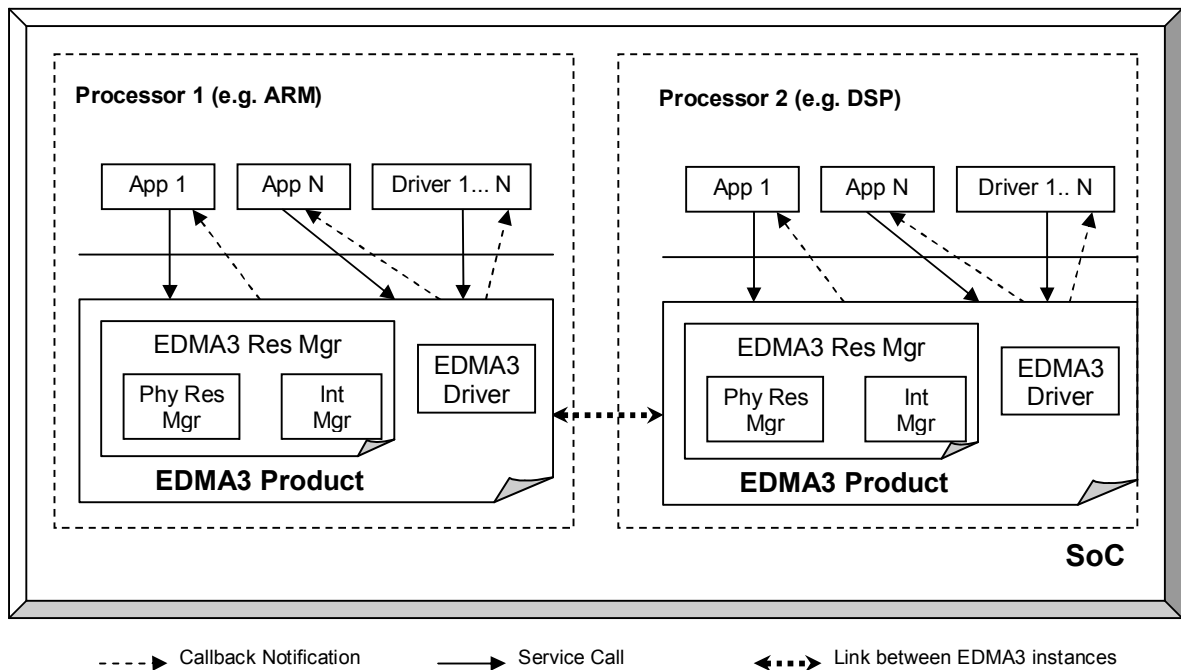 Processor 1 (e.g. ARM)
App 1
App N
Driver 1... N
EDMA3 Res Mgr
Phy Res
Mgr
Int
Mgr
EDMA3
Driver
EDMA3 Product
Processor 2 (e.g. DSP)
App 1
App N
Driver 1.. N
EDMA3 Res Mgr
Phy Res
Mgr
Int
Mgr
EDMA3
Driver
EDMA3 Product
SoC
Callback Notification
Service Call
Link between EDMA3 instances